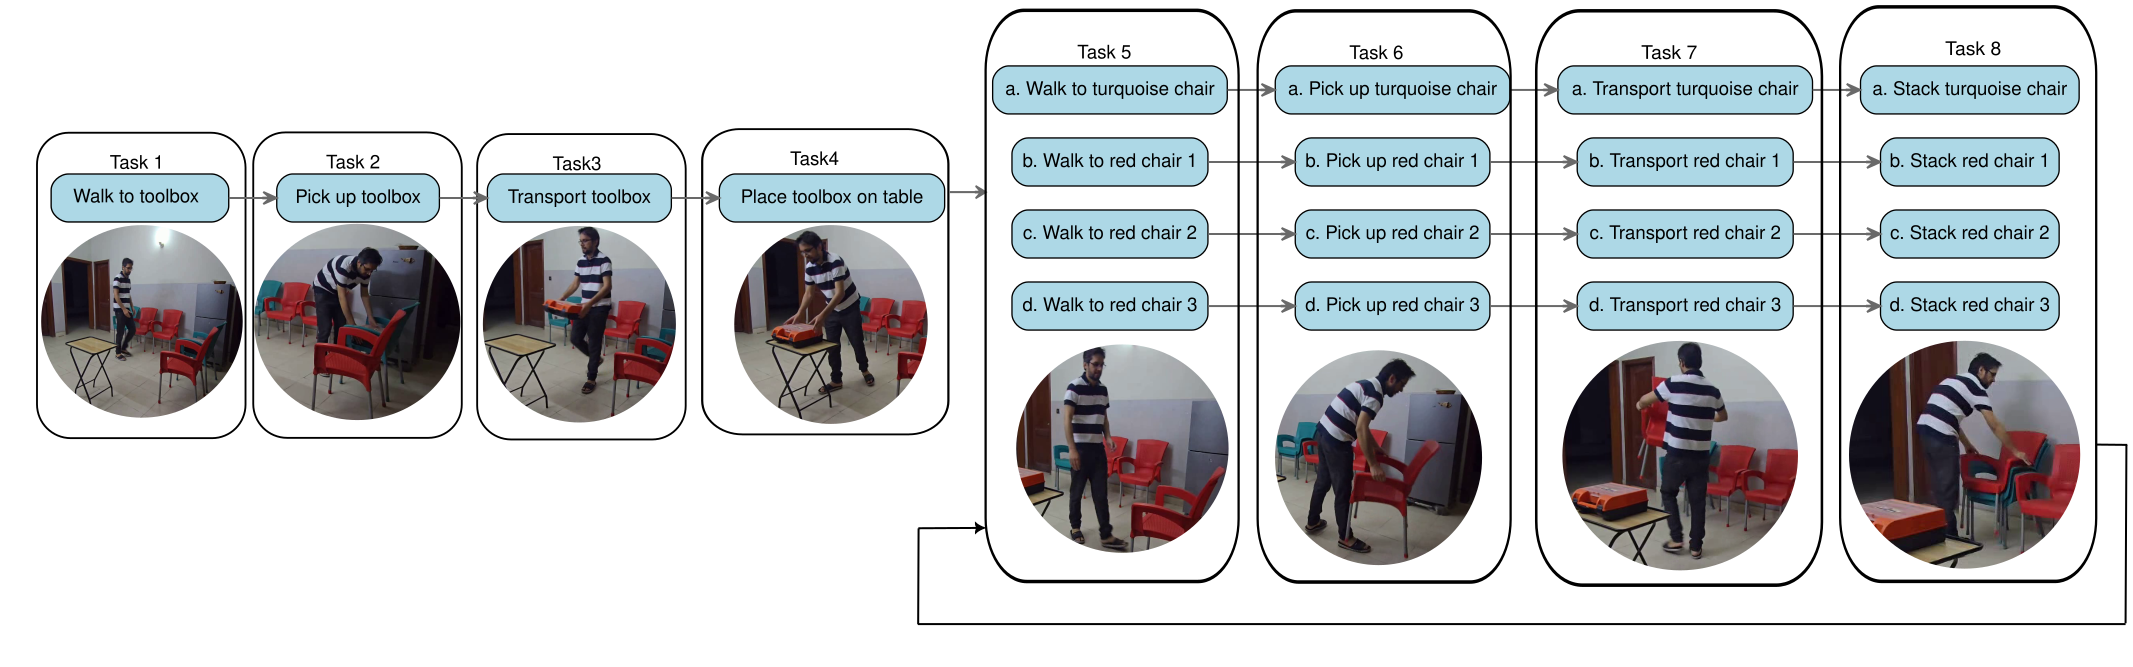 Task 1
Walk to toolbox
Task 2
Pick up toolbox
Task3
Transport toolbox
Task4
Place toolbox on table
Task 5
a. Walk to turquoise chair
b. Walk to red chair 1
c. Walk to red chair 2
d. Walk to red chair 3
Task 6
a. Pick up turquoise chair
b. Pick up red chair 1
c. Pick up red chair 2
d. Pick up red chair 3
Task 7
a. Transport turquoise chair
b. Transport red chair 1
c. Transport red chair 2
d. Transport red chair 3
Task 8
a. Stack turquoise chair
b. Stack red chair 1
c. Stack red chair 2
d. Stack red chair 3